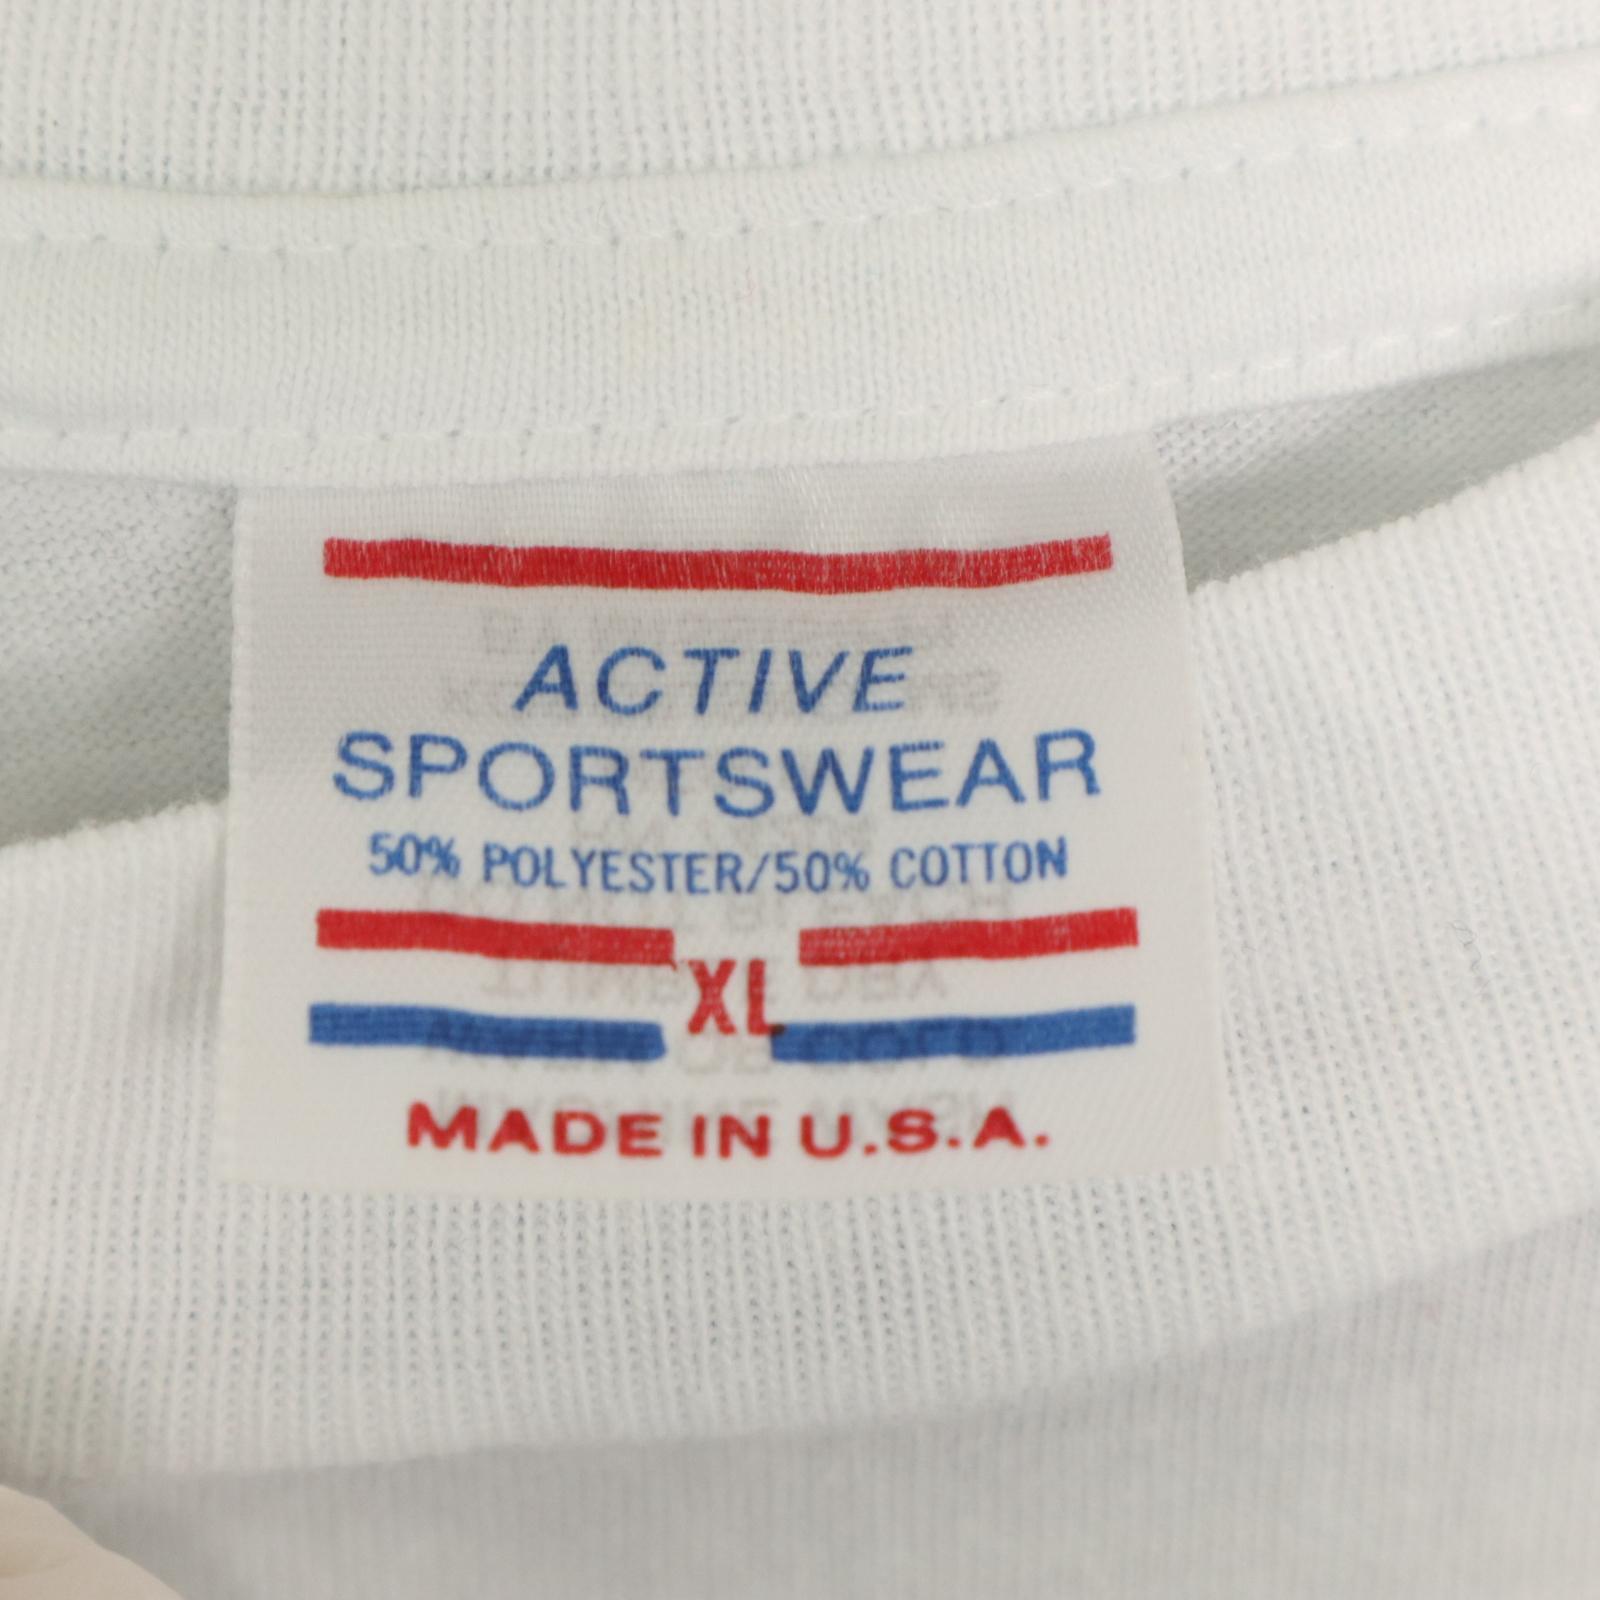 ACTIVE
SPORTSWEAR
50% POLYESTER/50% COTTON
XL
MADE IN U.S.A.